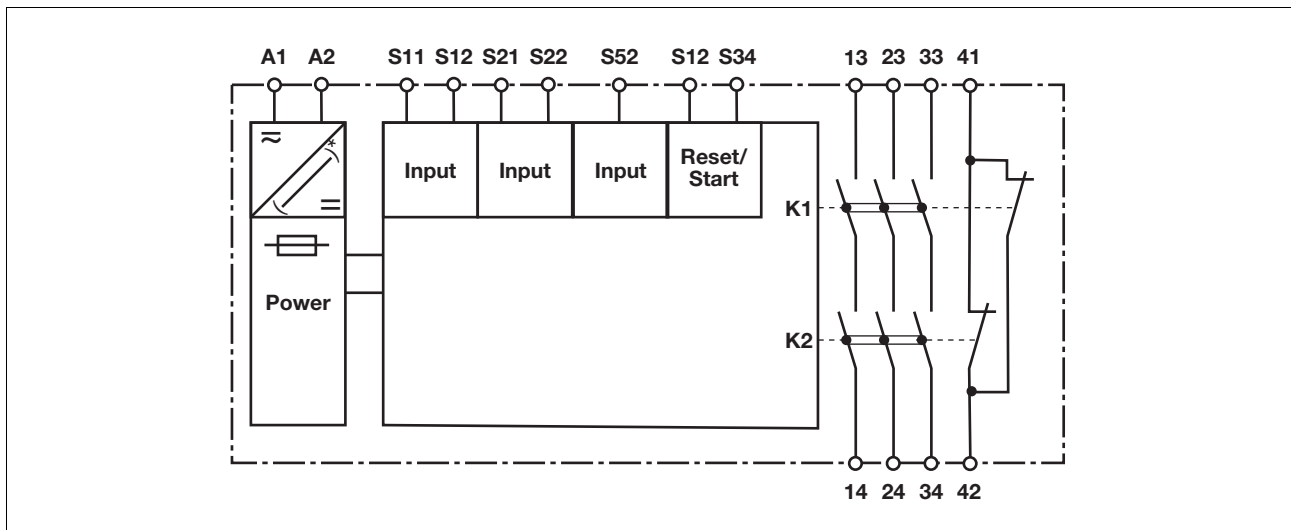 A1 A2 S11 S12 S21 S22 S52 S12 S34 13 23 33 41
Input Input Input Reset/
Start
*
K1
Power
K2
14 24 34 42